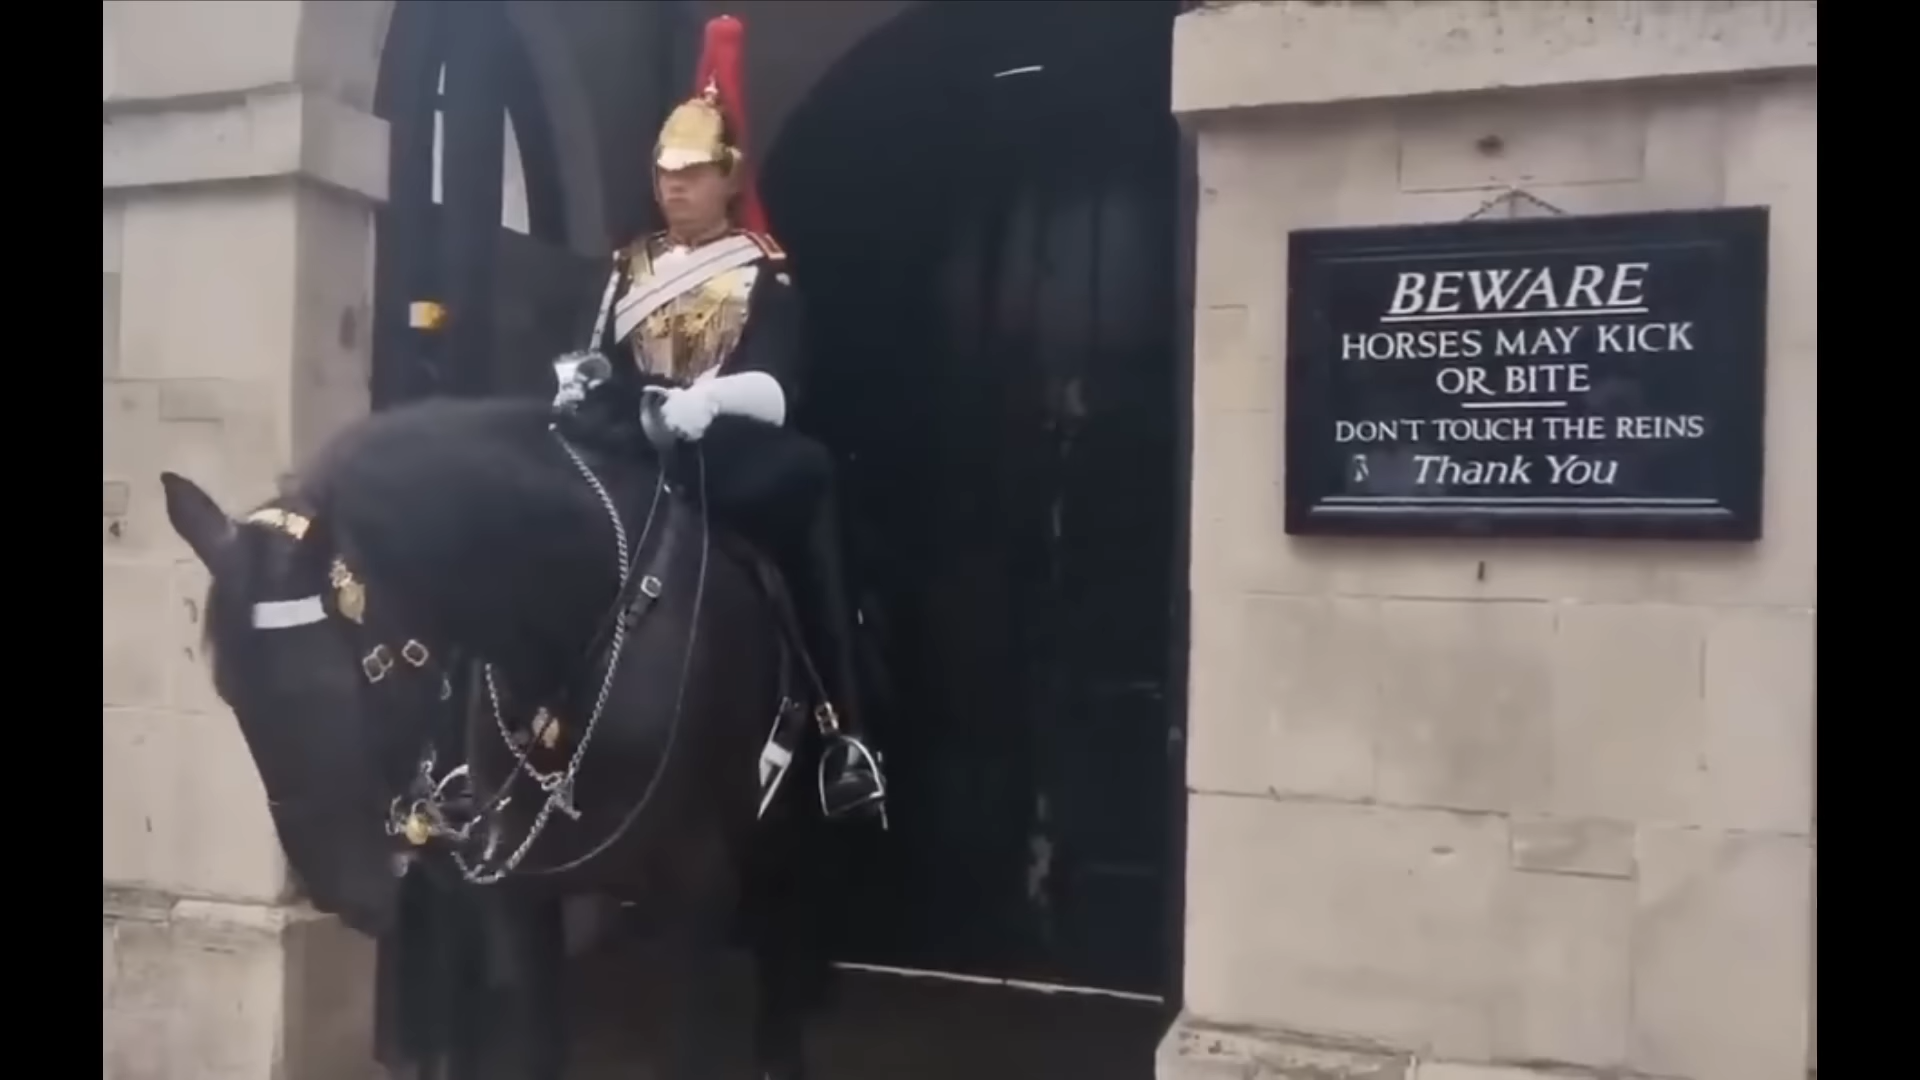 BEWARE
HORSES MAY KICK
OR BITE
DON'T TOUCH THE REINS
Thank You